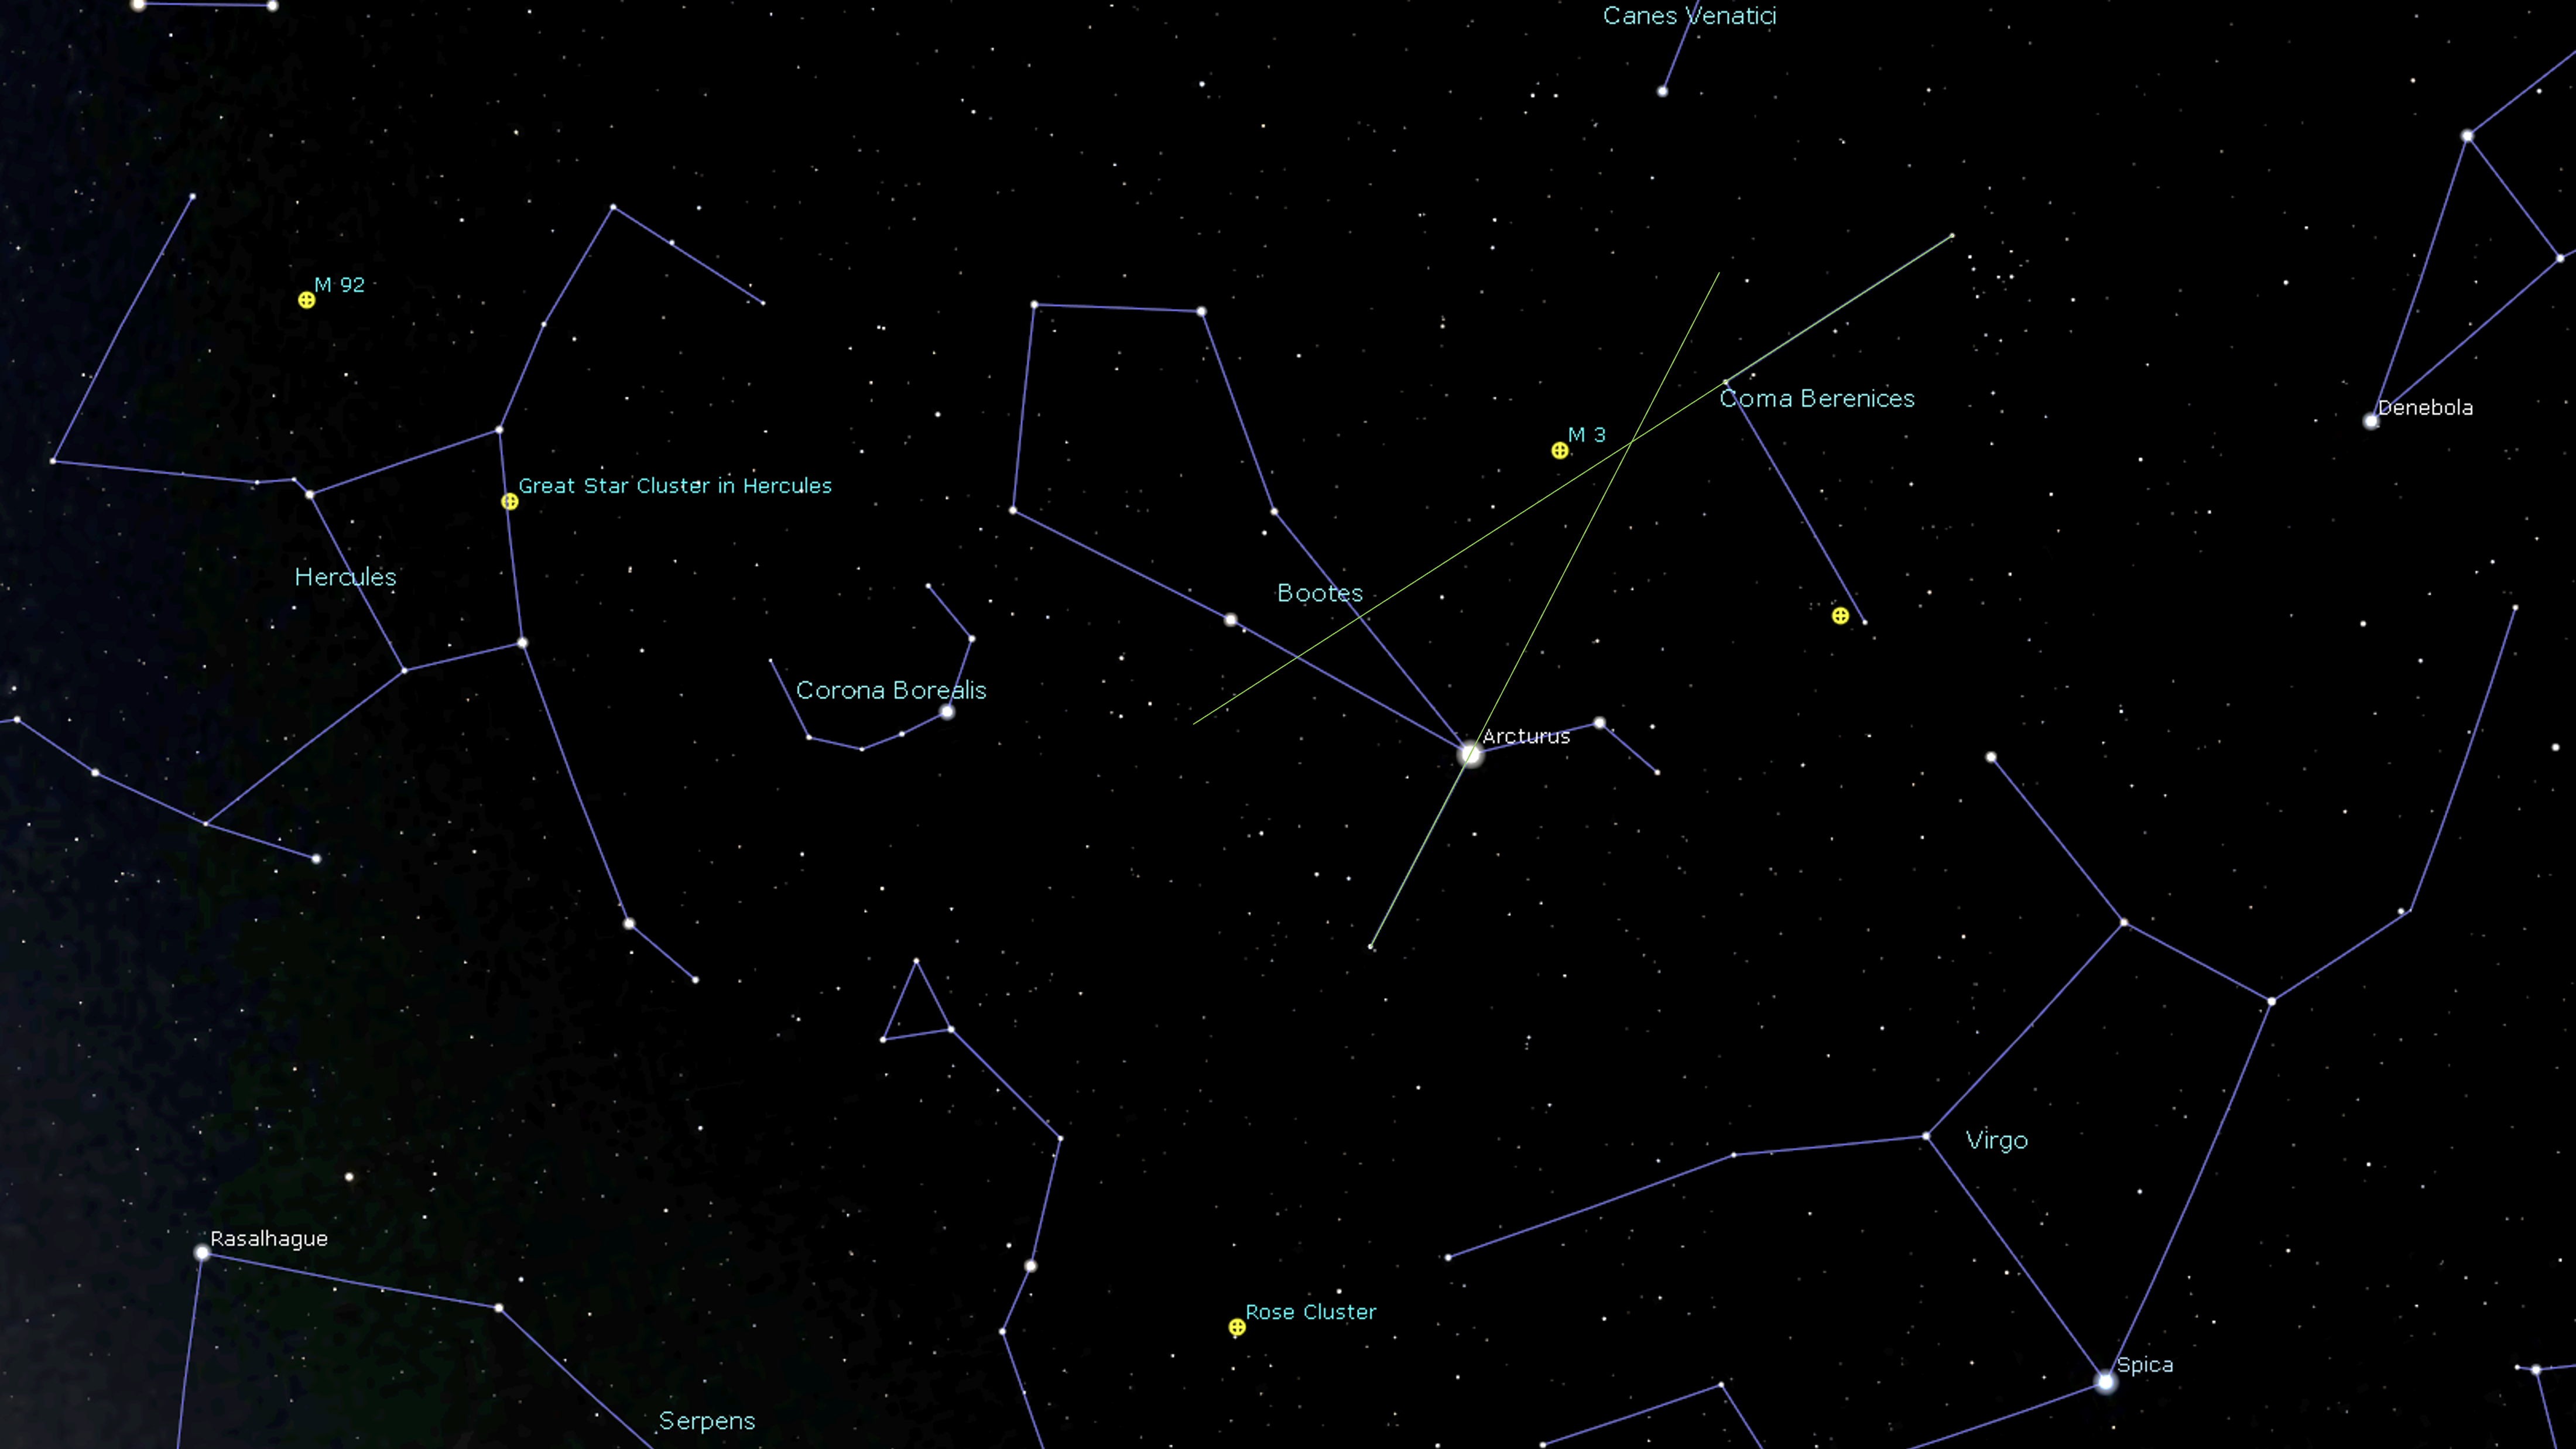 Canes Venatici
M 92
Coma Berenices
Denebola
M 3
Great Star Cluster in Hercules
Hercules
Bootes
Corona Borealis
Arcturus
Virgo
Rasalhague
Rose Cluster
Spica
Serpens